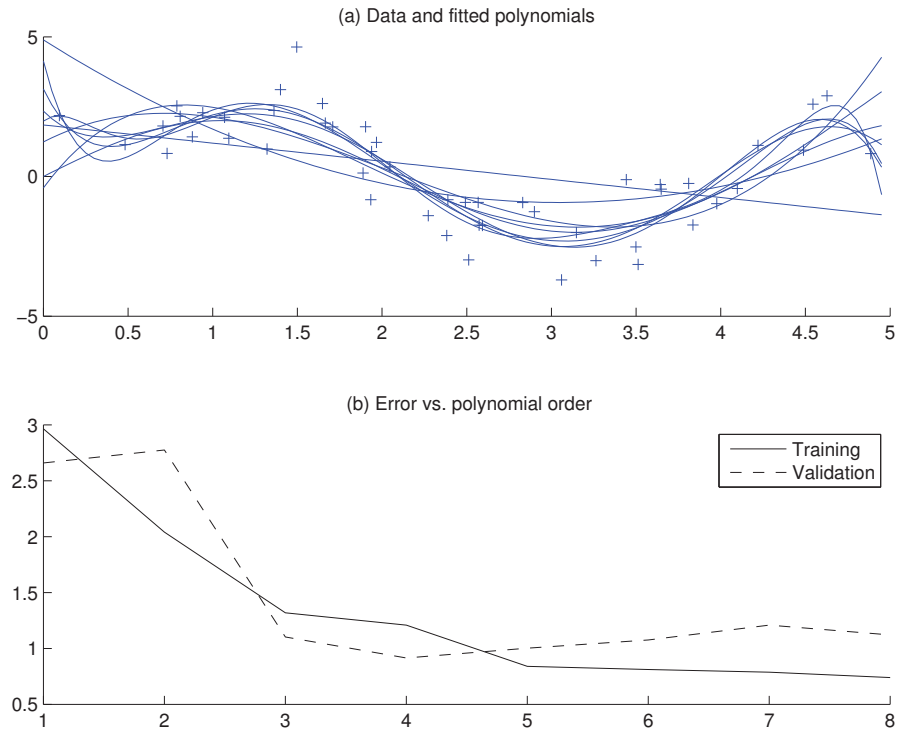 (a) Data and fitted polynomials
5
0
−5
0 0.5 1 1.5 2 2.5 3 3.5 4 4.5 5
(b) Error vs. polynomial order
3
2.5
2
1.5
1
0.5
Training
Validation
1 2 3 4 5 6 7 8